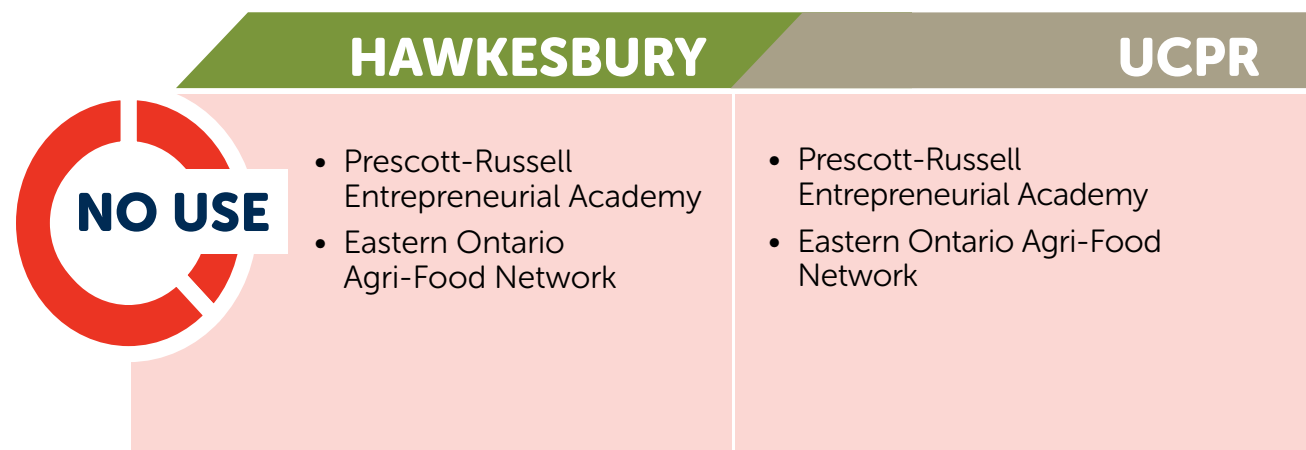 HAWKESBURY
UCPR
NO USE
• Prescott-Russell
Entrepreneurial Academy
• Eastern Ontario
Agri-Food Network
• Prescott-Russell
Entrepreneurial Academy
• Eastern Ontario Agri-Food
Network